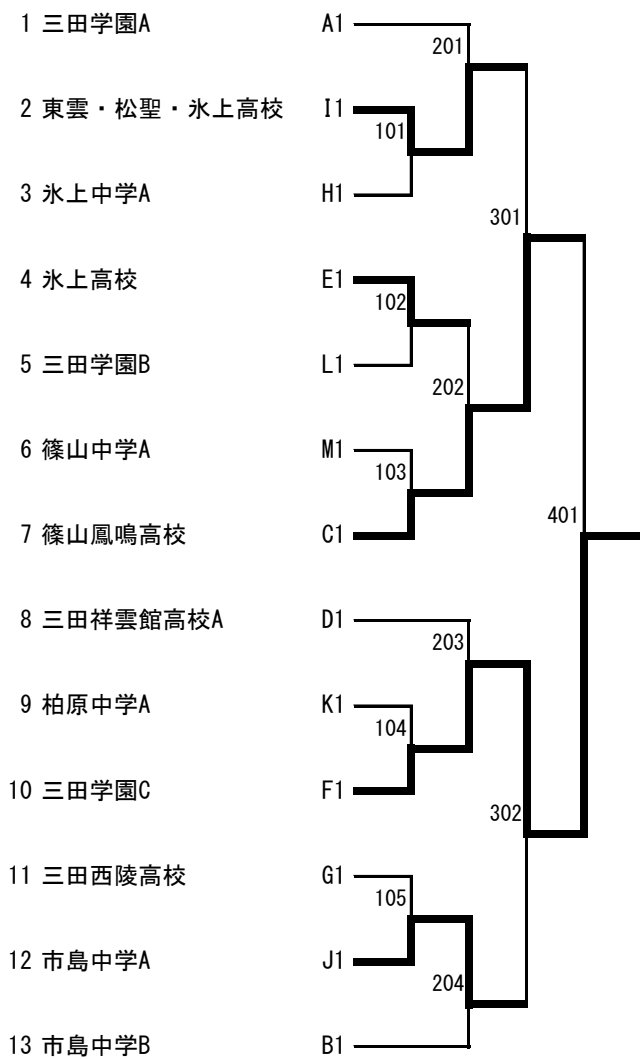 1 三田学園A A1
201
2 東雲・松聖・氷上高校 I1
101
3 氷上中学A H1
301
4 氷上高校 E1
102
5 三田学園B L1
202
6 篠山中学A M1
103
7 篠山鳳鳴高校 C1
401
8 三田祥雲館高校A D1
203
9 柏原中学A K1
104
10 三田学園C F1
302
11 三田西陵高校 G1
105
12 市島中学A J1
204
13 市島中学B B1